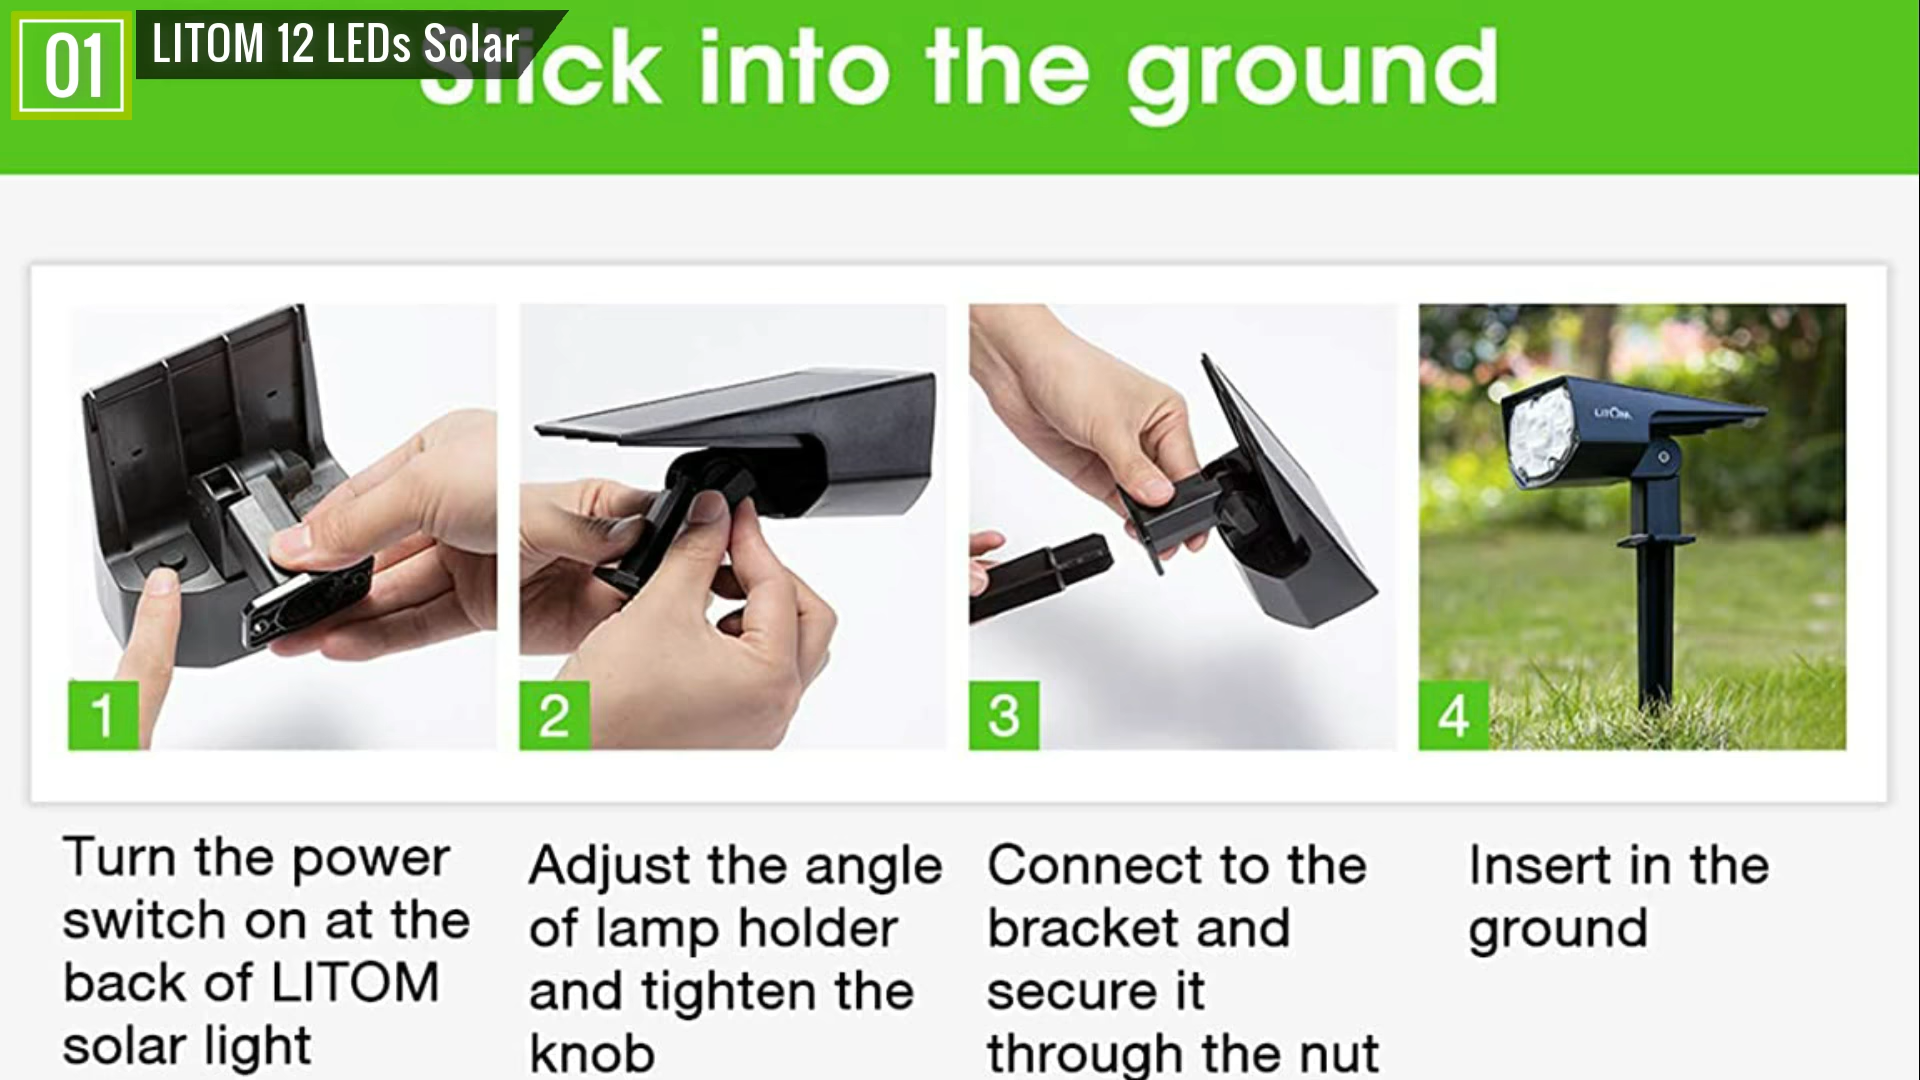 01
LITOM 12 LEDs Solar
Stick into the ground
LITOM
1
2
3
4
Turn the power
switch on at the
back of LITOM
solar light
Adjust the angle
of lamp holder
and tighten the
knob
Connect to the
bracket and
secure it
through the nut
Insert in the
ground